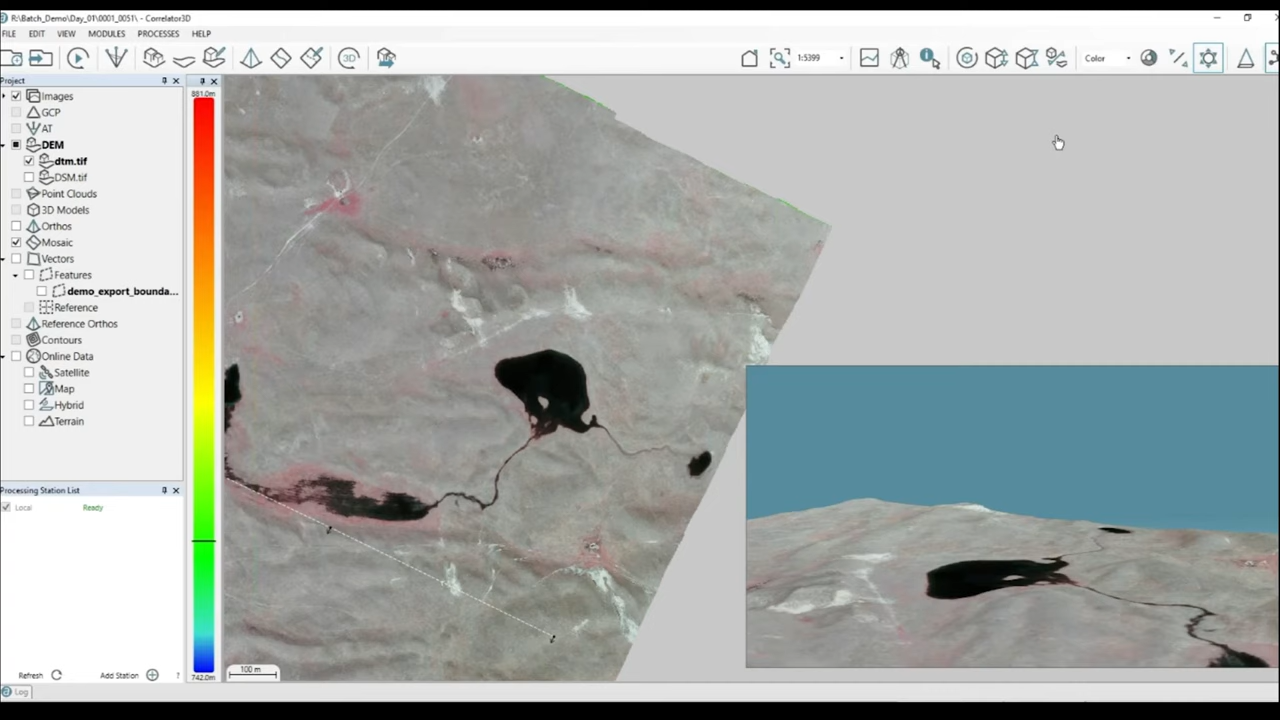 R:\Batch_Demo\Day_01\0001_0051\ - Correlator3D
FILE EDIT VIEW MODULES PROCESSES HELP
3D 1:5399 Color
Project
881.0m
Images
GCP
AT
DEM
dtm.tif
DSM.tif
Point Clouds
3D Models
Orthos
Mosaic
Vectors
Features
demo_export_bounda...
Reference
Reference Orthos
Contours
Online Data
Satellite
Map
Hybrid
Terrain
Processing Station List
Local Ready
Refresh Add Station ?
742.0m
100 m
Log